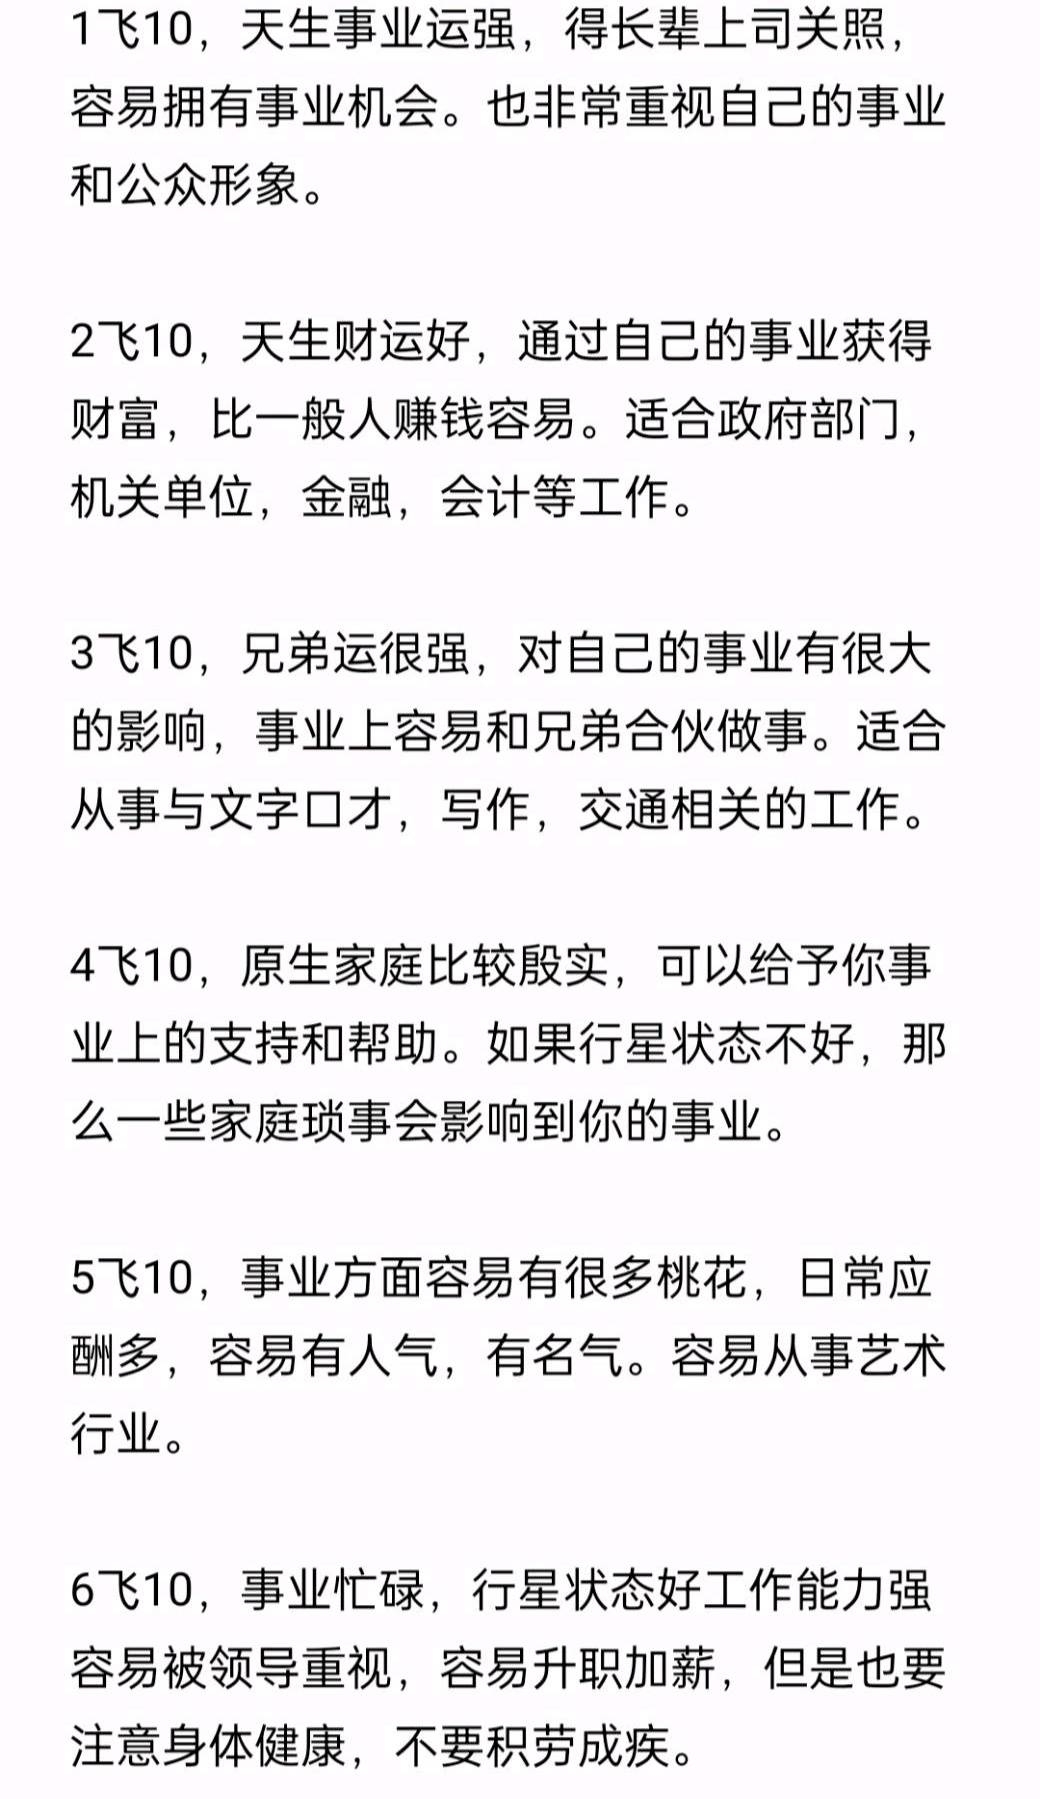 1飞10，天生事业运强，得长辈上司关照，
容易拥有事业机会。也非常重视自己的事业
和公众形象。
2飞10，天生财运好，通过自己的事业获得
财富，比一般人赚钱容易。适合政府部门，
机关单位，金融，会计等工作。
3飞10，兄弟运很强，对自己的事业有很大
的影响，事业上容易和兄弟合伙做事。适合
从事与文字口才，写作，交通相关的工作。
4飞10，原生家庭比较殷实，可以给予你事
业上的支持和帮助。如果行星状态不好，那
么一些家庭琐事会影响到你的事业。
5飞10，事业方面容易有很多桃花，日常应
酬多，容易有人气，有名气。容易从事艺术
行业。
6飞10，事业忙碌，行星状态好工作能力强
容易被领导重视，容易升职加薪，但是也要
注意身体健康，不要积劳成疾。